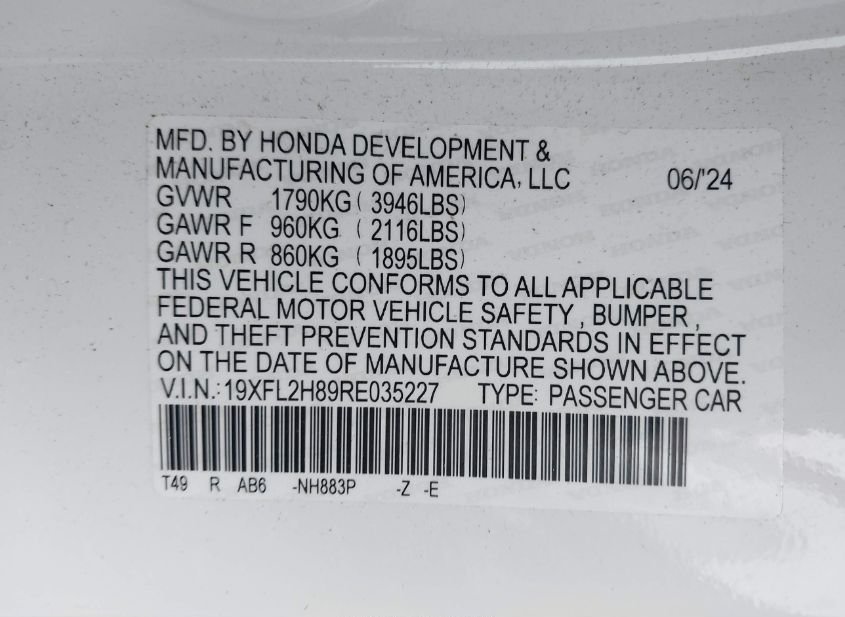 MFD. BY HONDA DEVELOPMENT &
MANUFACTURING OF AMERICA, LLC 06/'24
GVWR 1790KG ( 3946LBS)
GAWR F 960KG ( 2116LBS)
GAWR R 860KG ( 1895LBS)
THIS VEHICLE CONFORMS TO ALL APPLICABLE
FEDERAL MOTOR VEHICLE SAFETY , BUMPER ,
AND THEFT PREVENTION STANDARDS IN EFFECT
ON THE DATE OF MANUFACTURE SHOWN ABOVE.
V.I.N.: 19XFL2H89RE035227 TYPE: PASSENGER CAR
T49 R AB6 -NH883P -Z -E